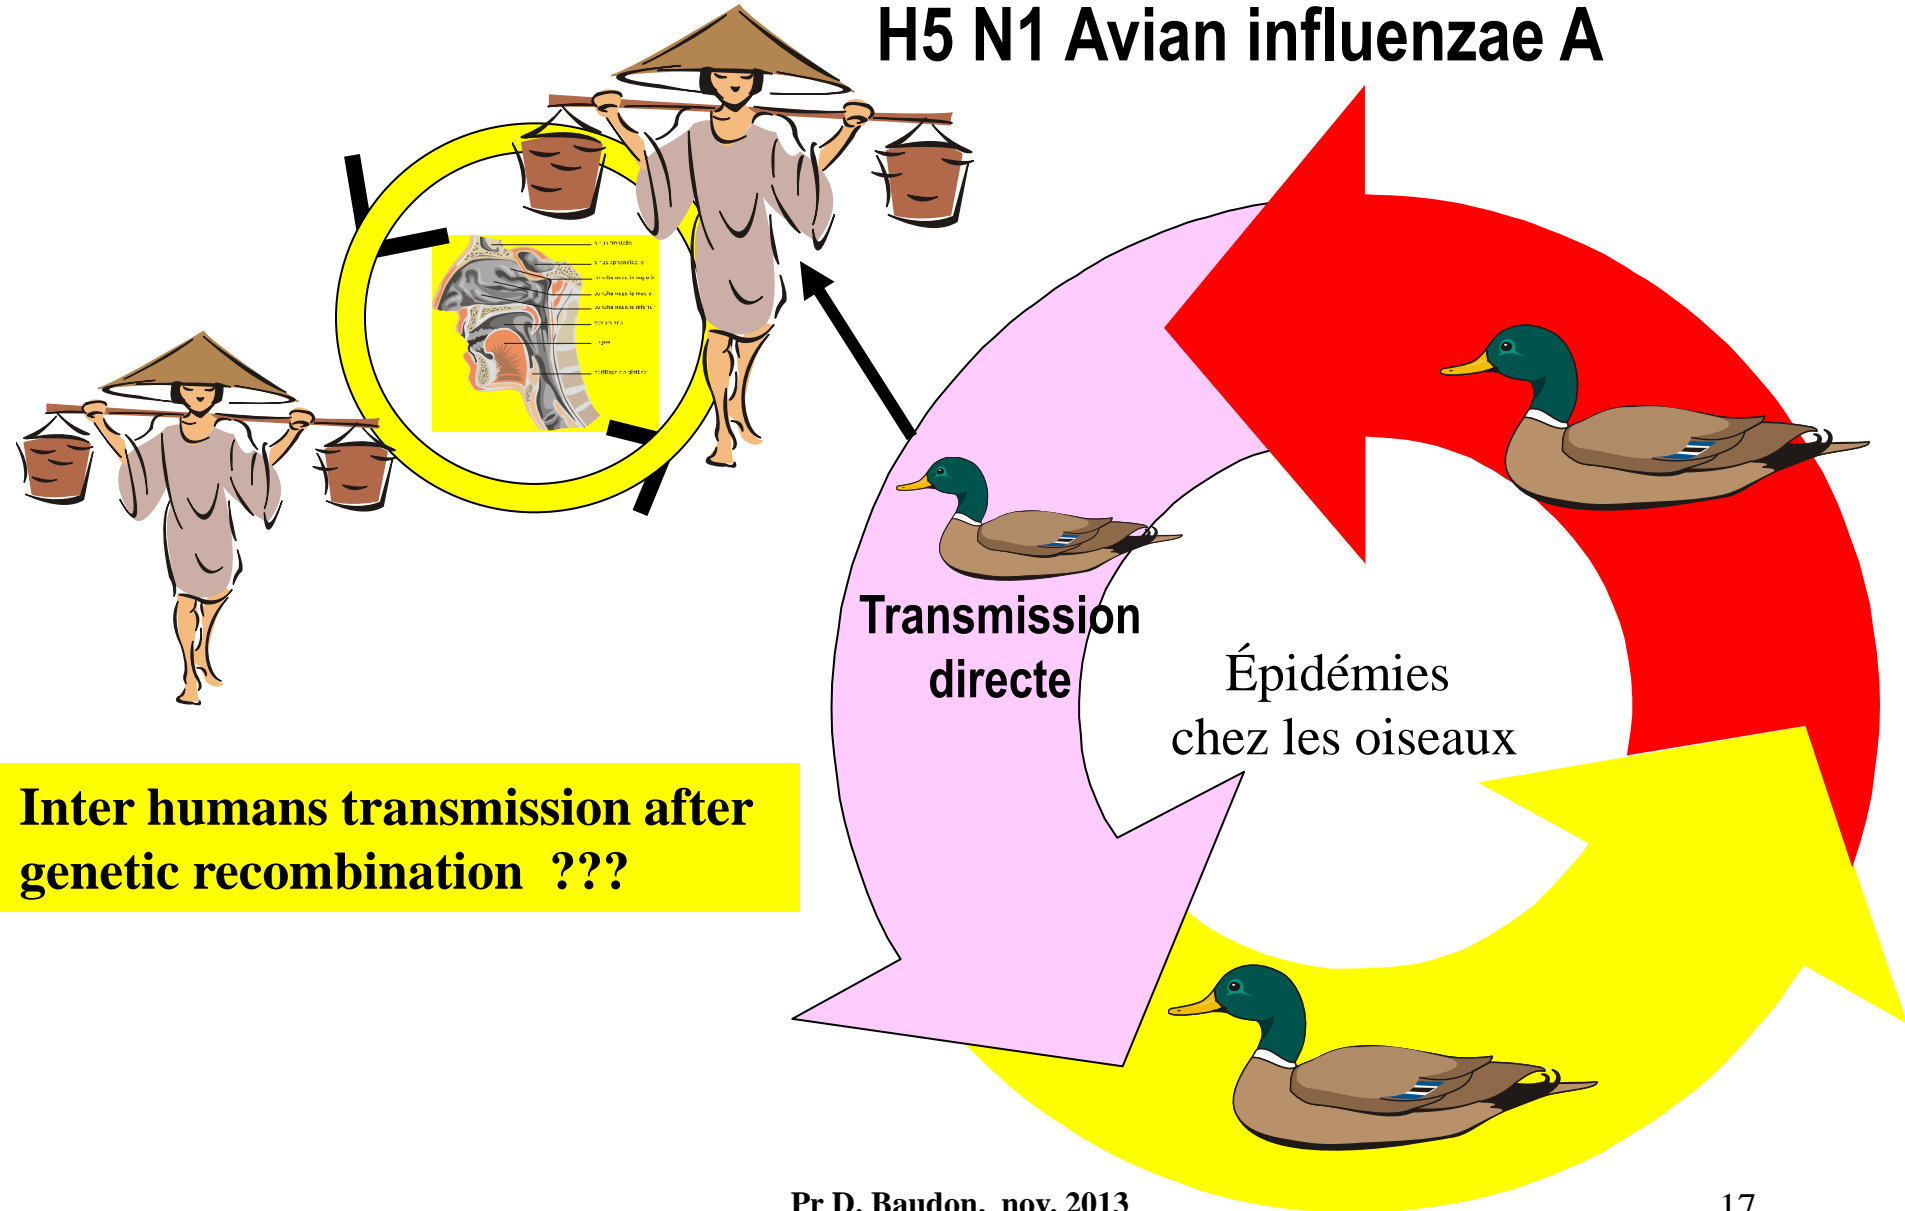 H5 N1 Avian influenzae A
Transmission
directe
Épidémies
chez les oiseaux
Inter humans transmission after
genetic recombination ???
Pr D. Baudon, nov. 2013
17